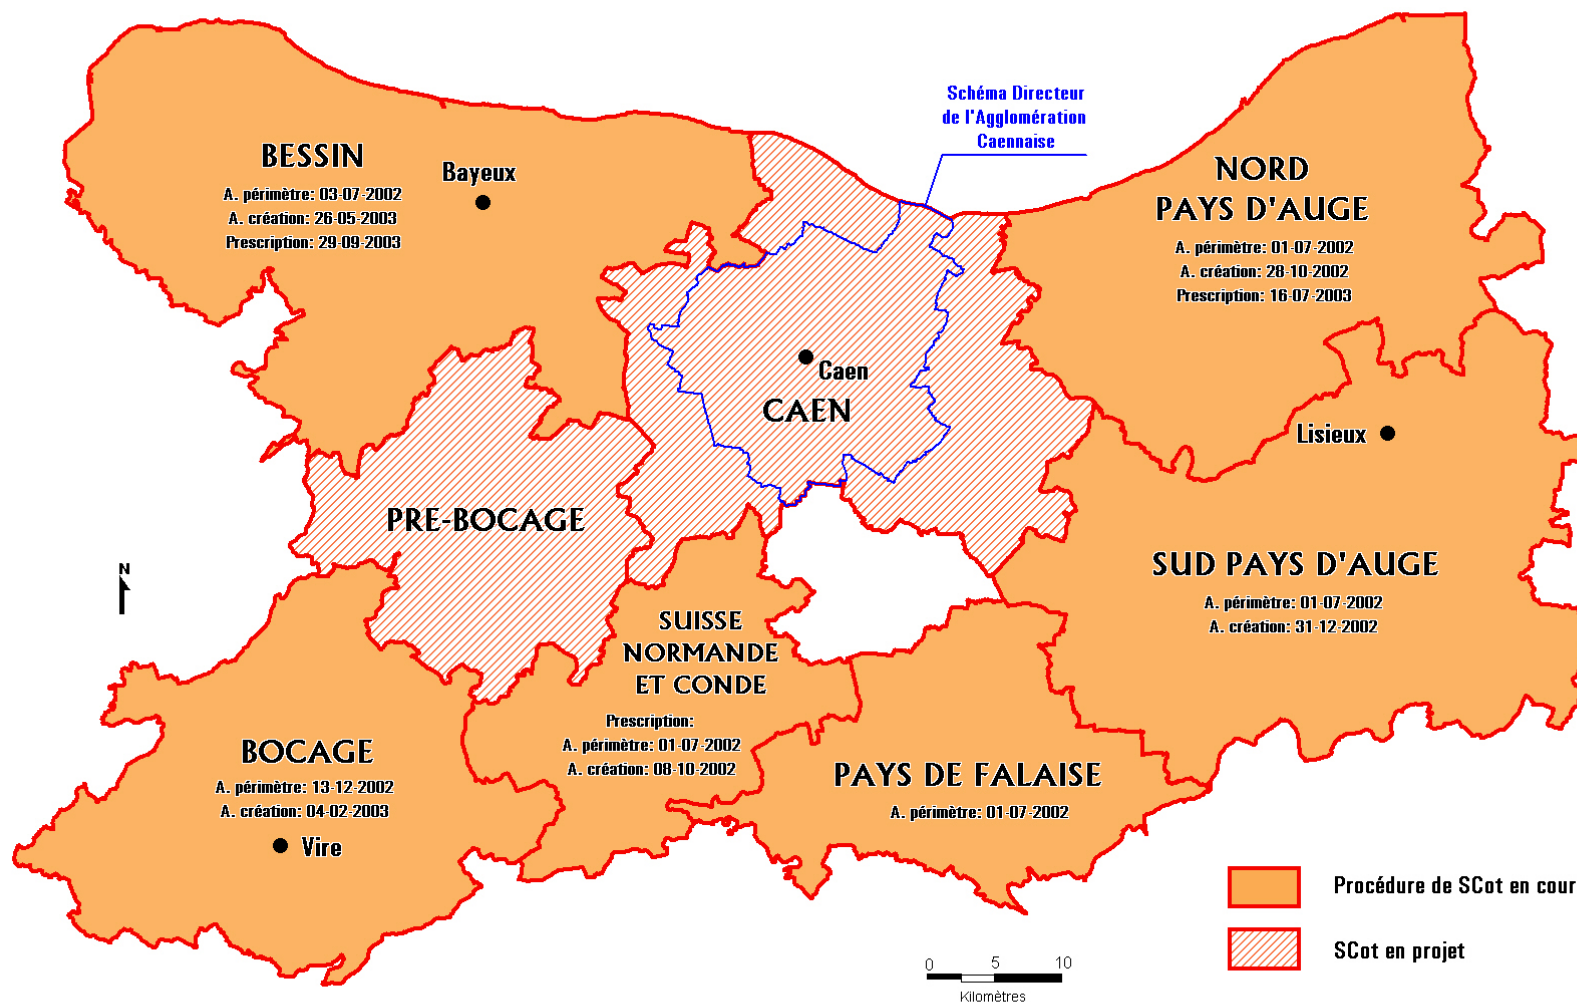 Schéma Directeur
de l'Agglomération
Caennaise
BESSIN
A. périmètre: 03-07-2002
A. création: 26-05-2003
Prescription: 29-09-2003
Bayeux
NORD
PAYS D'AUGE
A. périmètre: 01-07-2002
A. création: 28-10-2002
Prescription: 16-07-2003
Caen
CAEN
Lisieux
PRE-BOCAGE
SUD PAYS D'AUGE
A. périmètre: 01-07-2002
A. création: 31-12-2002
N
SUISSE
NORMANDE
ET CONDE
Prescription:
A. périmètre: 01-07-2002
A. création: 08-10-2002
BOCAGE
A. périmètre: 13-12-2002
A. création: 04-02-2003
Vire
PAYS DE FALAISE
A. périmètre: 01-07-2002
Procédure de SCot en cour
SCot en projet
0 5 10
Kilomètres